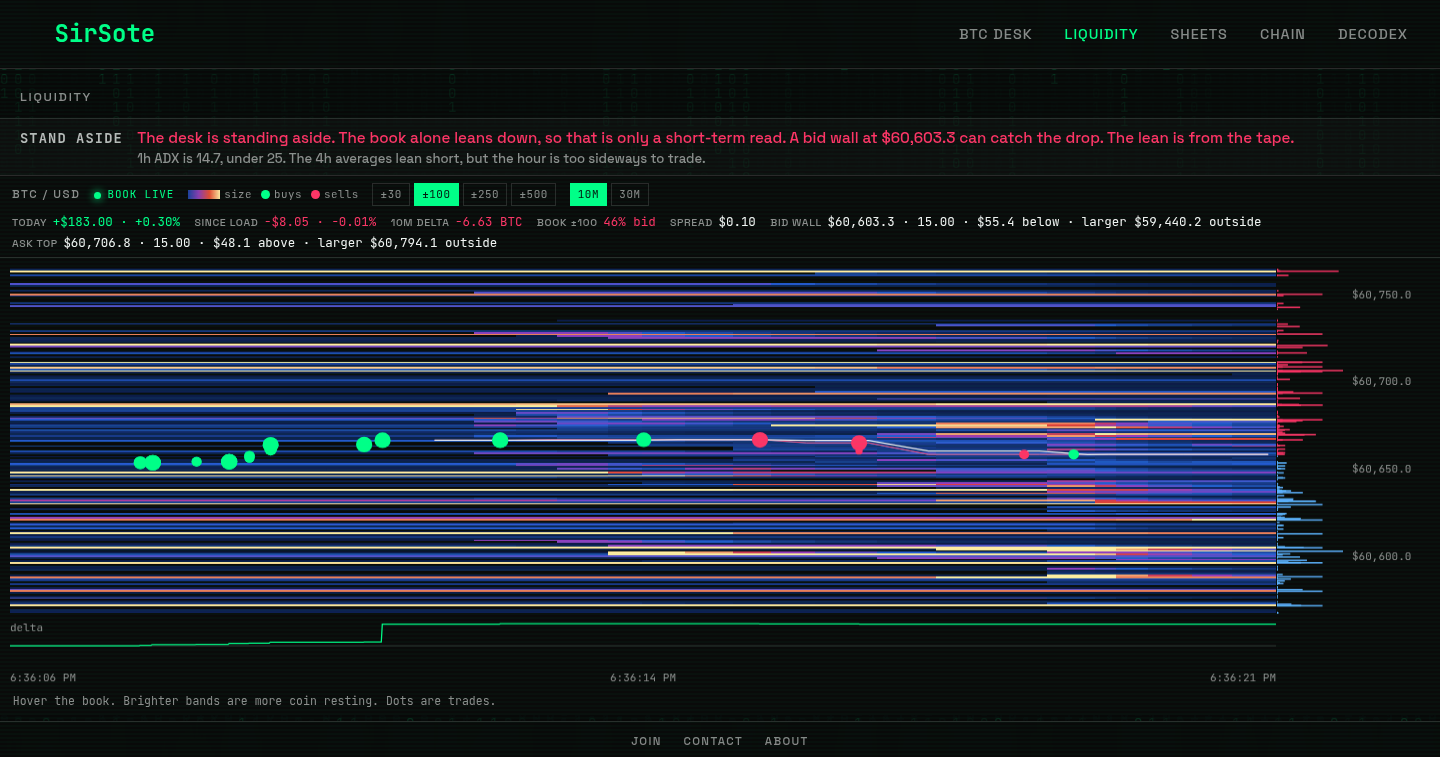 SirSote
BTC DESK LIQUIDITY SHEETS CHAIN DECODEX
LIQUIDITY
STAND ASIDE The desk is standing aside. The book alone leans down, so that is only a short-term read. A bid wall at $60,603.3 can catch the drop. The lean is from the tape.
1h ADX is 14.7, under 25. The 4h averages lean short, but the hour is too sideways to trade.
BTC / USD BOOK LIVE size buys sells ±30 ±100 ±250 ±500 10M 30M
TODAY +$183.00 · +0.30% SINCE LOAD -$8.05 · -0.01% 10M DELTA -6.63 BTC BOOK ±100 46% bid SPREAD $0.10 BID WALL $60,603.3 · 15.00 · $55.4 below · larger $59,440.2 outside
ASK TOP $60,706.8 · 15.00 · $48.1 above · larger $60,794.1 outside
$60,750.0
$60,700.0
$60,650.0
$60,600.0
delta
6:36:06 PM 6:36:14 PM 6:36:21 PM
Hover the book. Brighter bands are more coin resting. Dots are trades.
JOIN CONTACT ABOUT